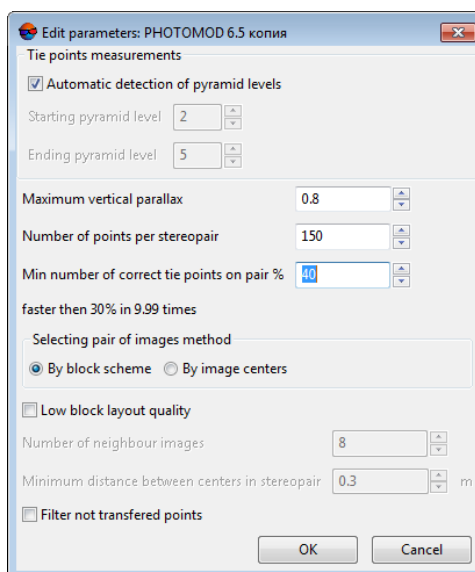 Edit parameters: PHOTOMOD 6.5 копия
Tie points measurements
Automatic detection of pyramid levels
Starting pyramid level 2
Ending pyramid level 5
Maximum vertical parallax 0.8
Number of points per stereopair 150
Min number of correct tie points on pair % 40
faster then 30% in 9.99 times
Selecting pair of images method
By block scheme By image centers
Low block layout quality
Number of neighbour images 8
Minimum distance between centers in stereopair 0.3 m
Filter not transfered points
OK Cancel